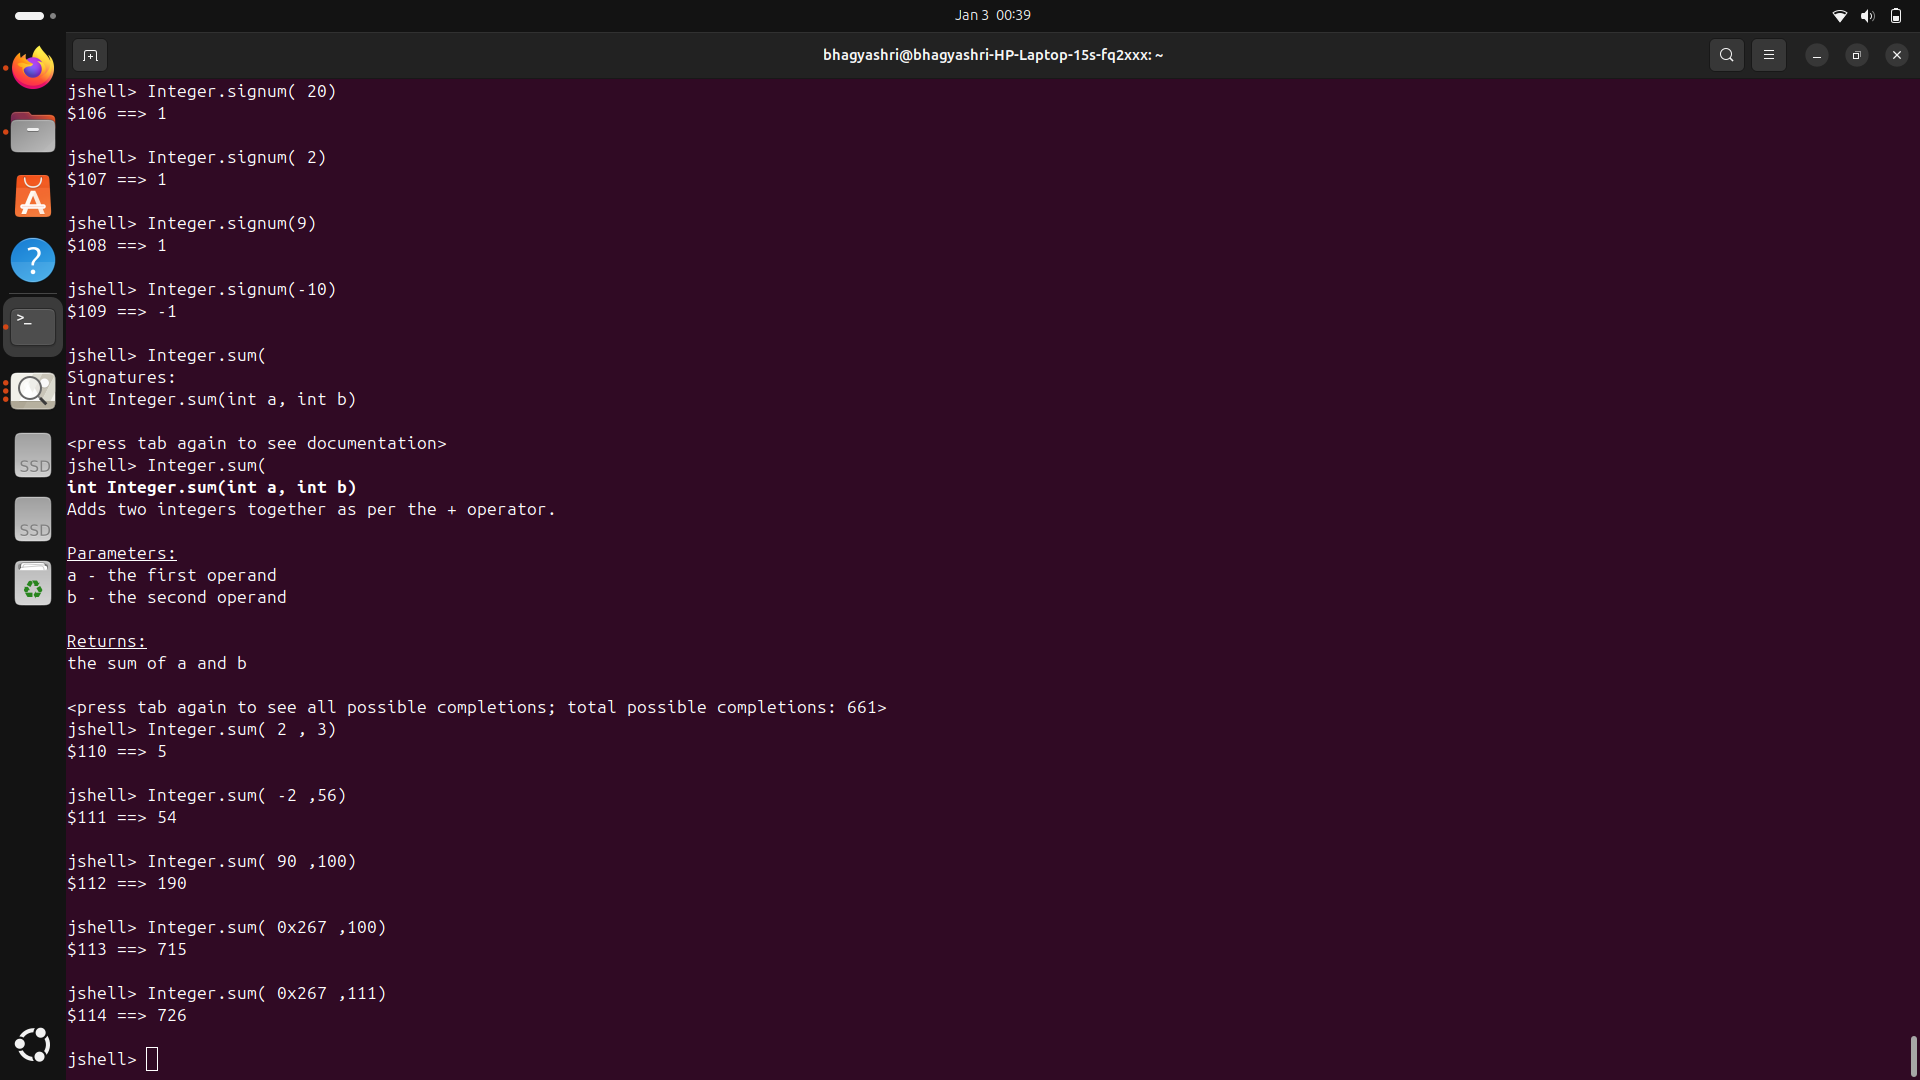 Jan 3 00:39
bhagyashri@bhagyashri-HP-Laptop-15s-fq2xxx: ~
jshell> Integer.signum( 20)
$106 ==> 1
jshell> Integer.signum( 2)
$107 ==> 1
jshell> Integer.signum(9)
$108 ==> 1
jshell> Integer.signum(-10)
$109 ==> -1
jshell> Integer.sum(
Signatures:
int Integer.sum(int a, int b)
<press tab again to see documentation>
jshell> Integer.sum(
int Integer.sum(int a, int b)
Adds two integers together as per the + operator.
Parameters:
a - the first operand
b - the second operand
Returns:
the sum of a and b
<press tab again to see all possible completions; total possible completions: 661>
jshell> Integer.sum( 2 , 3)
$110 ==> 5
jshell> Integer.sum( -2 ,56)
$111 ==> 54
jshell> Integer.sum( 90 ,100)
$112 ==> 190
jshell> Integer.sum( 0x267 ,100)
$113 ==> 715
jshell> Integer.sum( 0x267 ,111)
$114 ==> 726
jshell>
SSD
SSD